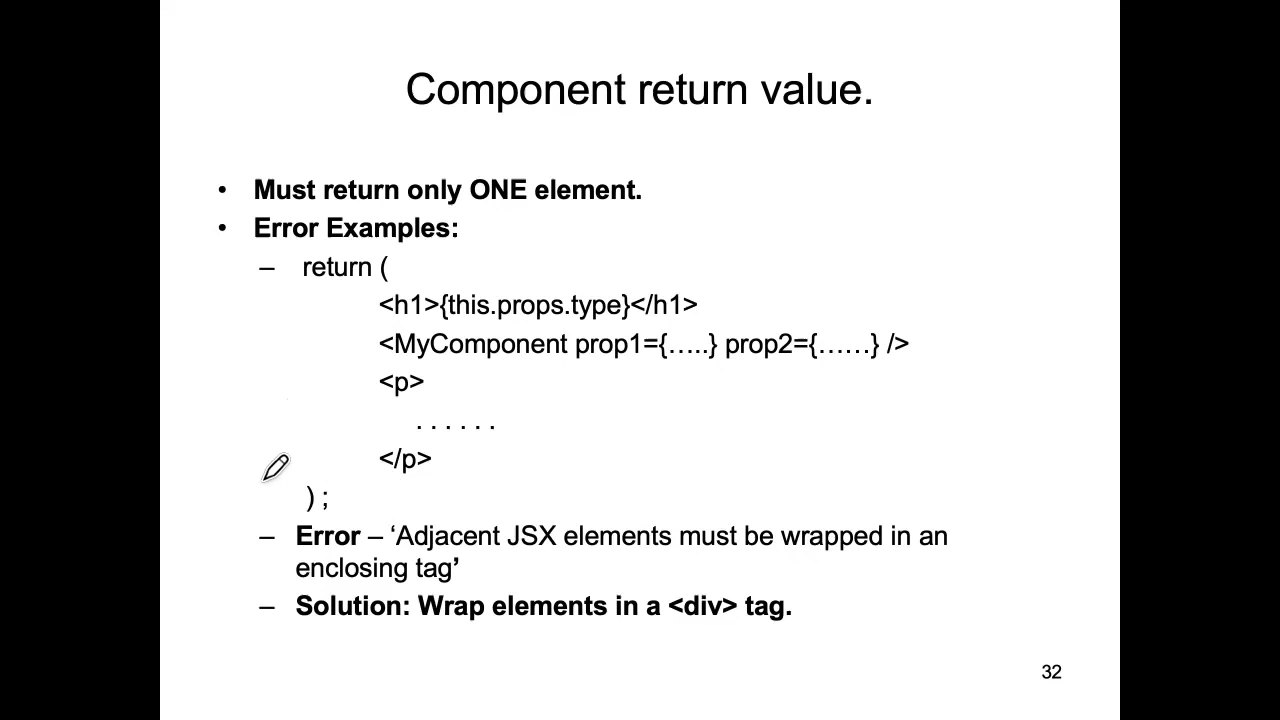 Component return value.
• Must return only ONE element.
• Error Examples:
– return (
<h1>{this.props.type}</h1>
<MyComponent prop1={…..} prop2={……} />
<p>
. . . . . .
</p>
) ;
– Error – ‘Adjacent JSX elements must be wrapped in an
enclosing tag’
– Solution: Wrap elements in a <div> tag.
32